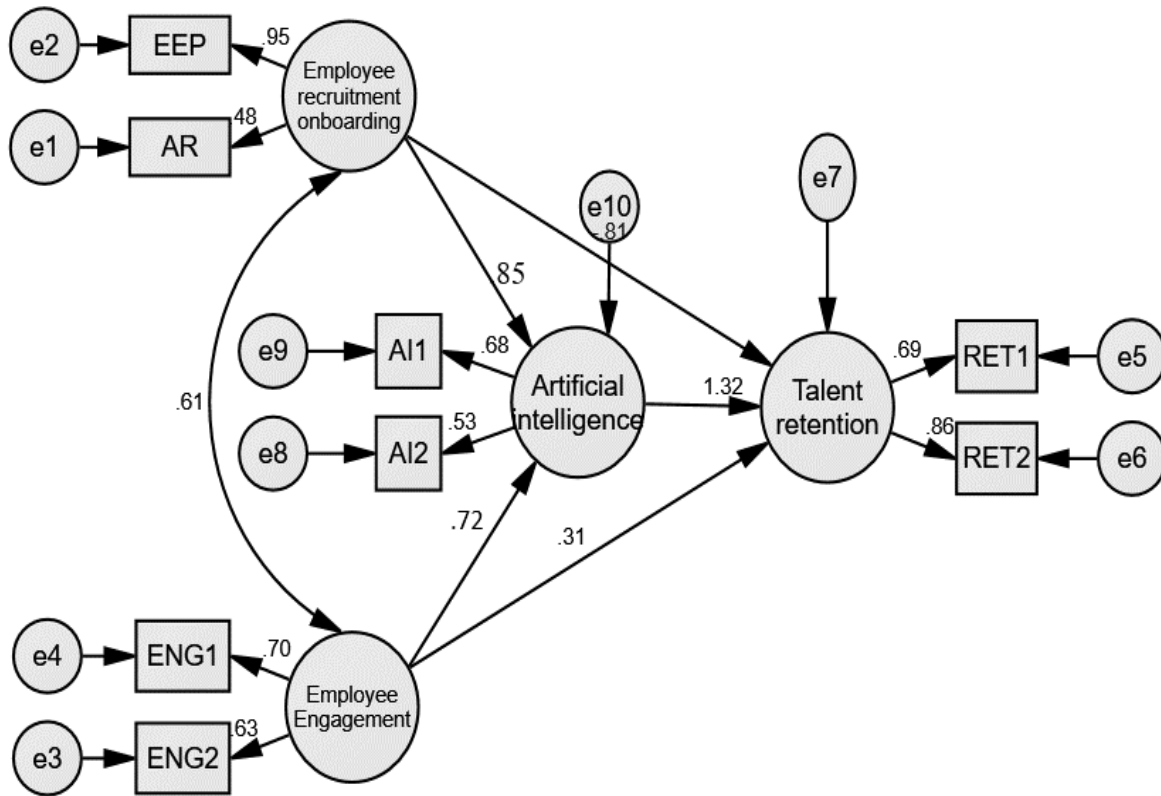 e2
EEP
.95
Employee
recruitment
onboarding
e1
AR
.48
e7
e10
-.81
85
.61
e9
AI1
.68
Artificial
intelligence
1.32
Talent
retention
.69
RET1
e5
e8
AI2
.53
.86
RET2
e6
.72
.31
e4
ENG1
.70
Employee
Engagement
e3
ENG2
.63